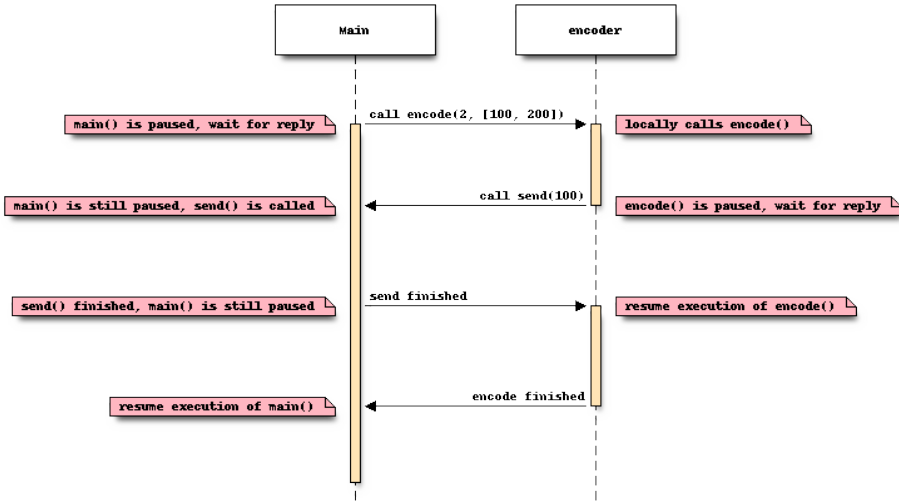 Main
encoder
call encode(2, [100, 200])
main() is paused, wait for reply
locally calls encode()
call send(100)
main() is still paused, send() is called
encode() is paused, wait for reply
send finished
send() finished, main() is still paused
resume execution of encode()
encode finished
resume execution of main()